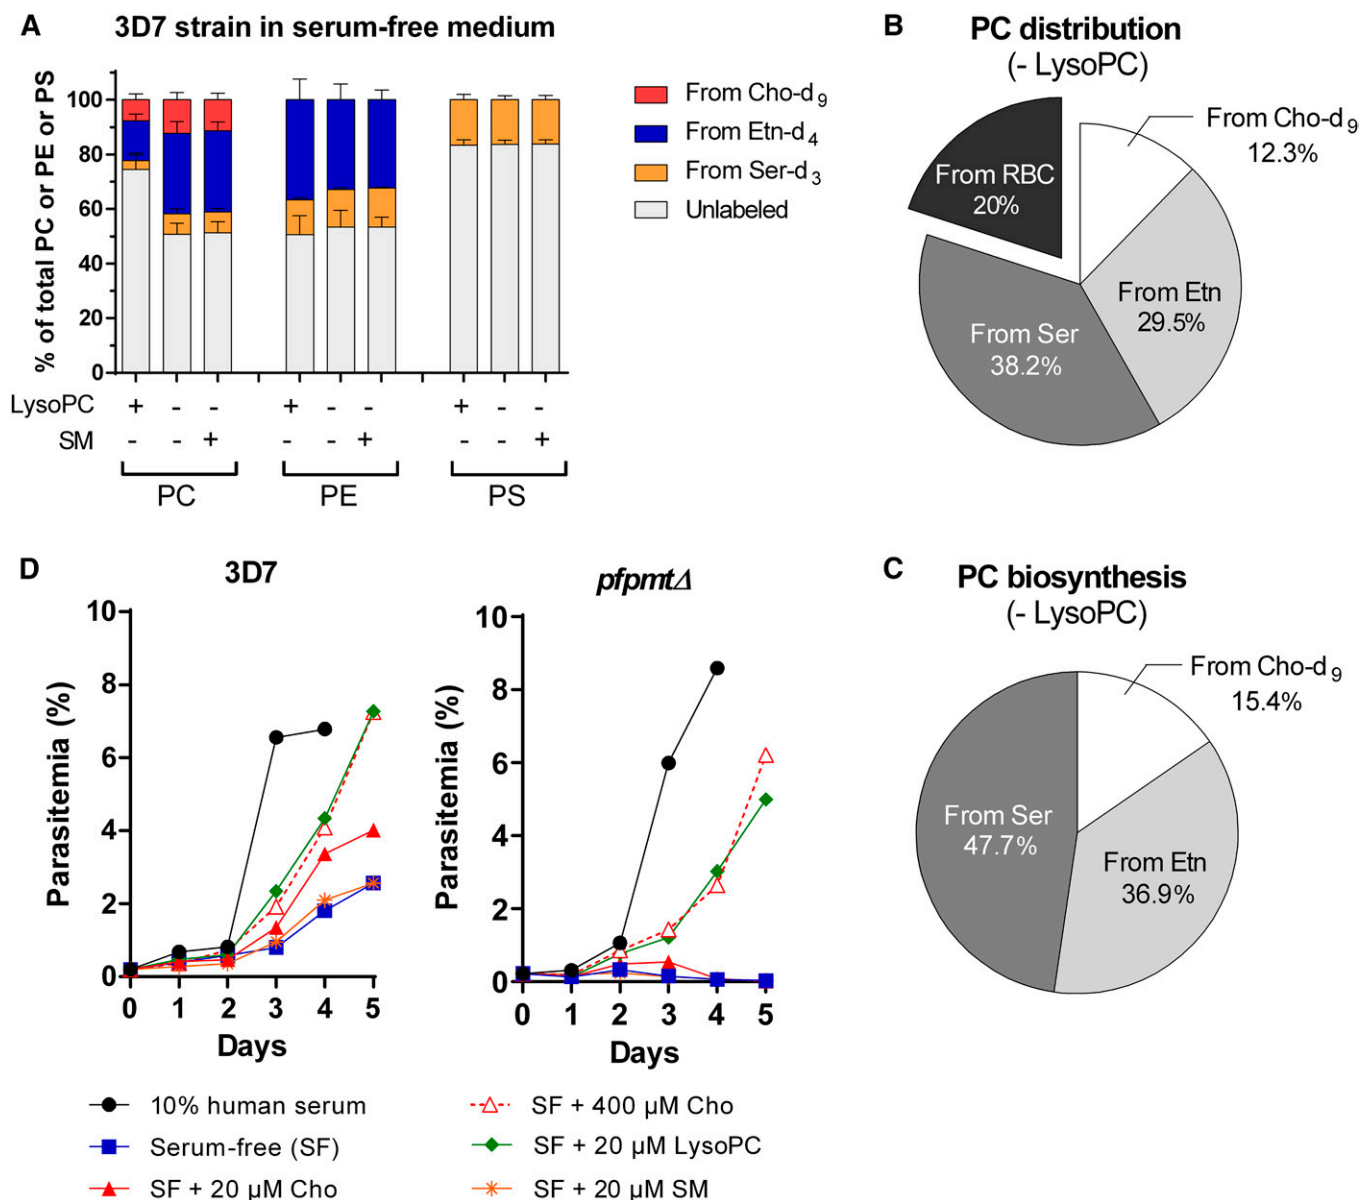 A
3D7 strain in serum-free medium
% of total PC or PE or PS
100
80
60
40
20
0
From Cho-d9
From Etn-d4
From Ser-d3
Unlabeled
LysoPC + - - + - - + - -
SM - - + - - + - - +
PC PE PS
B
PC distribution
(- LysoPC)
From Cho-d9
12.3%
From RBC
20%
From Etn
29.5%
From Ser
38.2%
C
PC biosynthesis
(- LysoPC)
From Cho-d9
15.4%
From Ser
47.7%
From Etn
36.9%
D
3D7
Parasitemia (%)
10
8
6
4
2
0
0 1 2 3 4 5
Days
pfpmtΔ
Parasitemia (%)
10
8
6
4
2
0
0 1 2 3 4 5
Days
10% human serum
Serum-free (SF)
SF + 20 µM Cho
SF + 400 µM Cho
SF + 20 µM LysoPC
SF + 20 µM SM